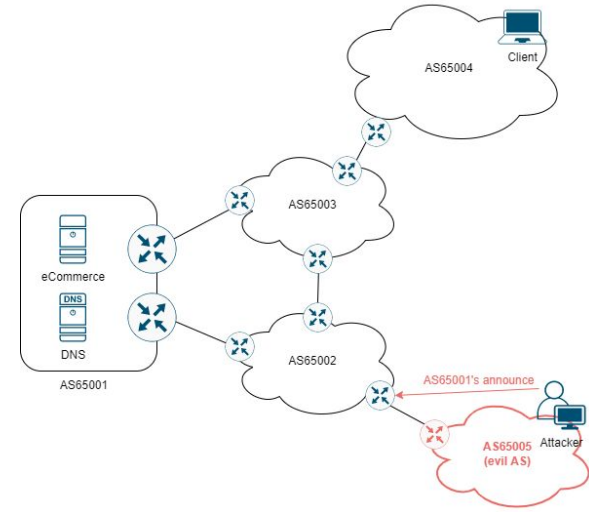 AS65004
Client
AS65003
eCommerce
DNS
DNS
AS65001
AS65002
AS65001's announce
AS65005
(evil AS)
Attacker